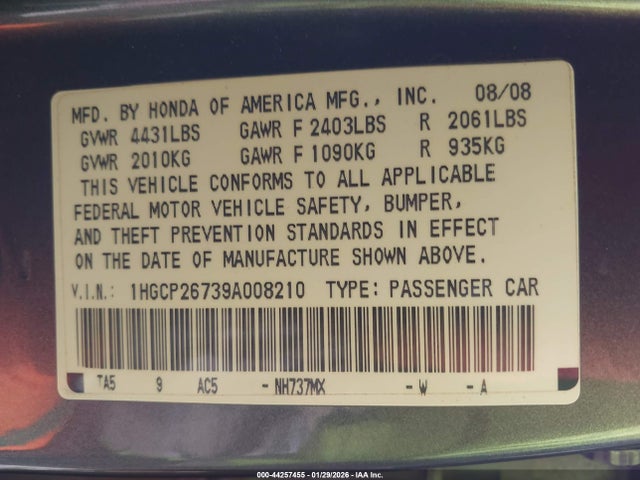 MFD. BY HONDA OF AMERICA MFG., INC. 08/08
GVWR 4431LBS GAWR F 2403LBS R 2061LBS
GVWR 2010KG GAWR F 1090KG R 935KG
THIS VEHICLE CONFORMS TO ALL APPLICABLE
FEDERAL MOTOR VEHICLE SAFETY, BUMPER,
AND THEFT PREVENTION STANDARDS IN EFFECT
ON THE DATE OF MANUFACTURE SHOWN ABOVE.
V.I.N.: 1HGCP26739A008210 TYPE: PASSENGER CAR
TA5 9 AC5 - NH737MX - W - A
000-44257455 - 01/29/2026 - IAA Inc.